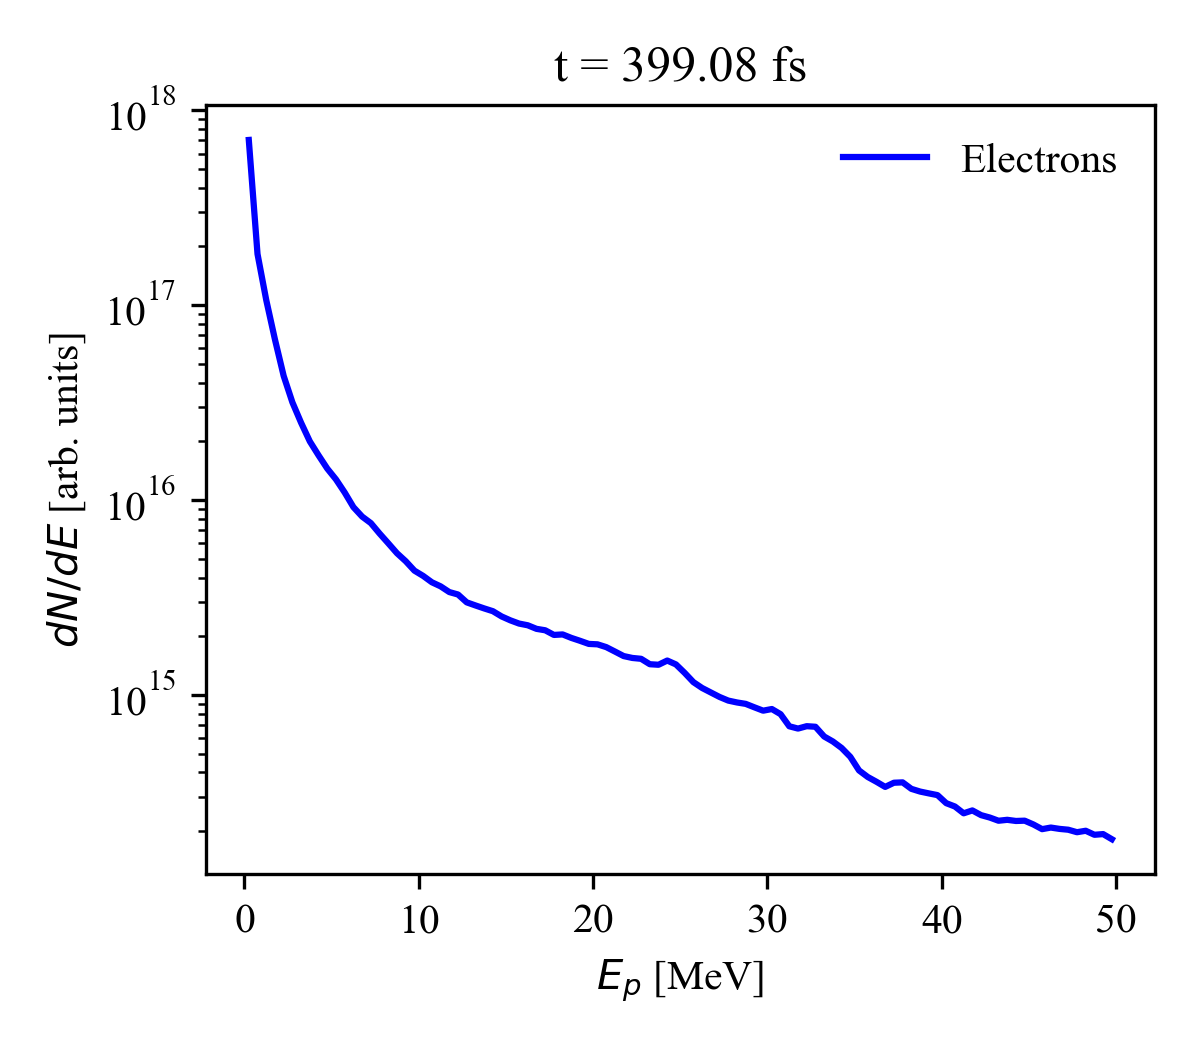 t = 399.08 fs
Electrons
10^18
10^17
10^16
10^15
dN/dE [arb. units]
0 10 20 30 40 50
E_p [MeV]